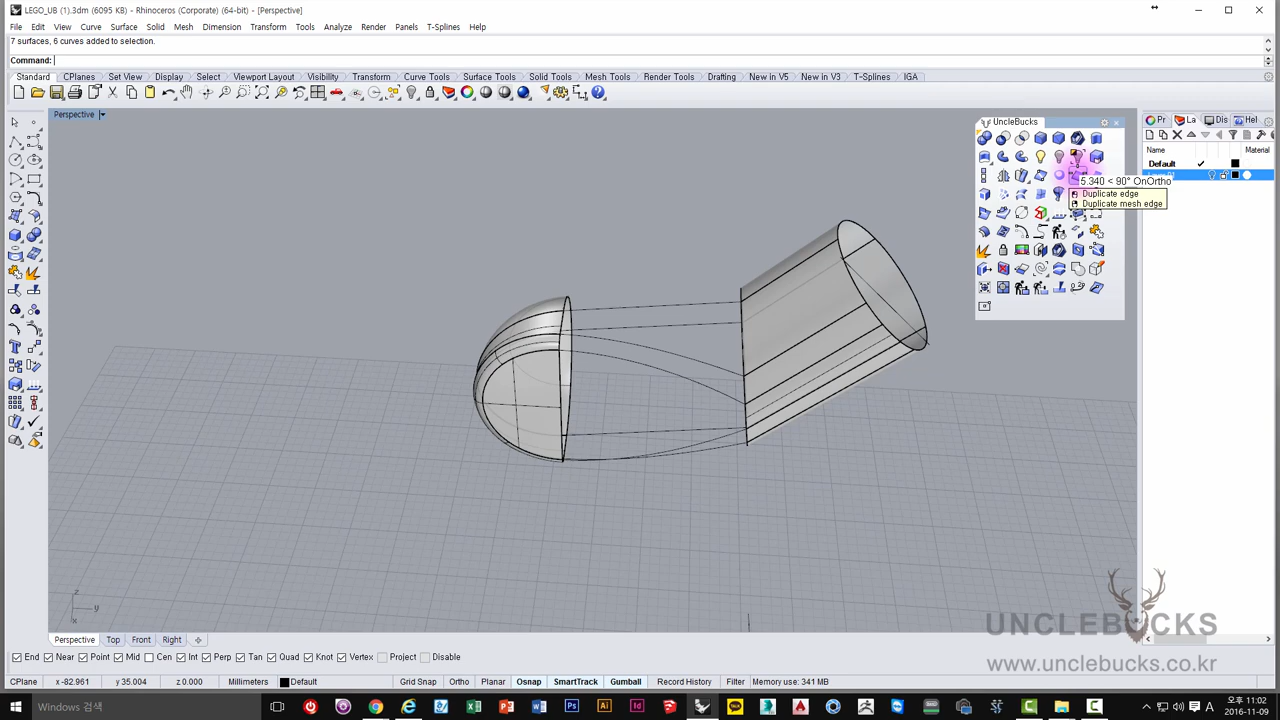 LEGO_UB (1).3dm (6095 KB) - Rhinoceros (Corporate) (64-bit) - [Perspective]
File Edit View Curve Surface Solid Mesh Dimension Transform Tools Analyze Render Panels T-Splines Help
7 surfaces, 6 curves added to selection.
Command:
Standard CPlanes Set View Display Select Viewport Layout Visibility Transform Curve Tools Surface Tools Solid Tools Mesh Tools Render Tools Drafting New in V5 New in V3 T-Splines IGA
Perspective
UncleBucks
Pr La Dis Hel
Name Material
Default
5.340 < 90° OnOrtho
Duplicate edge
Duplicate mesh edge
z
y
x
UNCLEBUCKS
www.unclebucks.co.kr
Perspective Top Front Right
End Near Point Mid Cen Int Perp Tan Quad Knot Vertex Project Disable
CPlane x -82.961 y 35.004 z 0.000 Millimeters Default Grid Snap Ortho Planar Osnap SmartTrack Gumball Record History Filter Memory use: 341 MB
Windows 검색
A
오후 11:02
2016-11-09